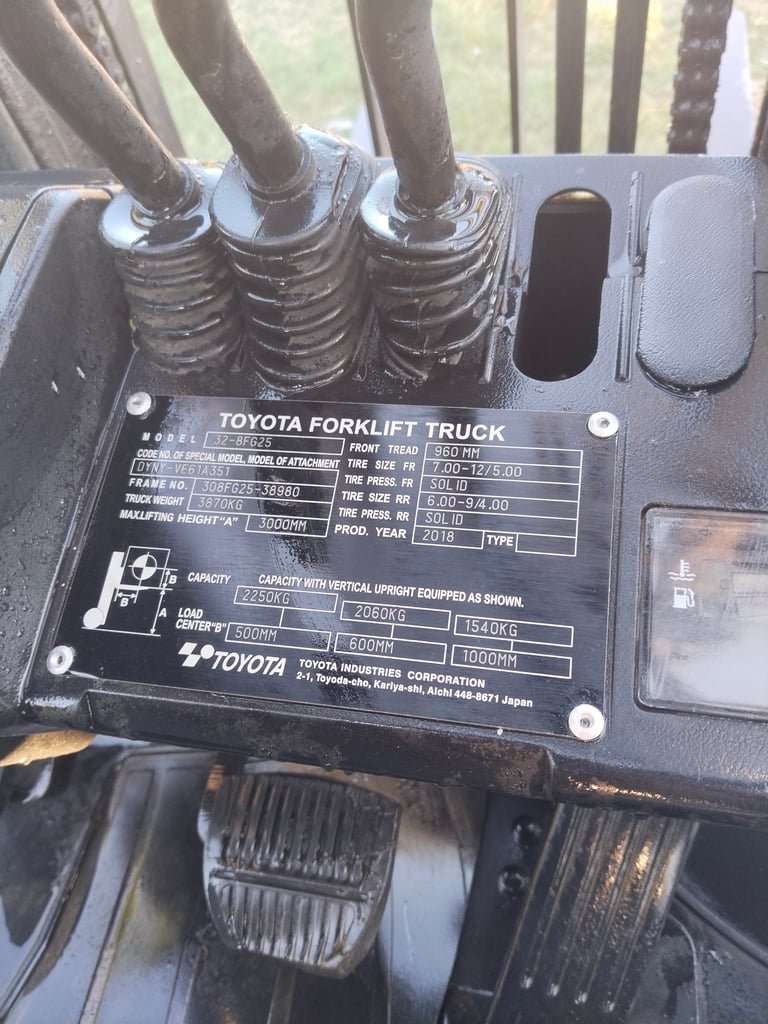 TOYOTA FORKLIFT TRUCK
MODEL 32-8FG25 FRONT TREAD 960 MM
CODE NO. OF SPECIAL MODEL, MODEL OF ATTACHMENT TIRE SIZE FR 7.00-12/5.00
DYNY-VE61A351 TIRE PRESS. FR SOLID
FRAME NO. 308FG25-38980 TIRE SIZE RR 6.00-9/4.00
TRUCK WEIGHT 3870KG TIRE PRESS. RR SOLID
MAX.LIFTING HEIGHT "A" 3000MM PROD. YEAR 2018 TYPE
B
B
A
CAPACITY CAPACITY WITH VERTICAL UPRIGHT EQUIPPED AS SHOWN.
2250KG 2060KG 1540KG
LOAD
CENTER"B" 500MM 600MM 1000MM
TOYOTA TOYOTA INDUSTRIES CORPORATION
2-1, Toyoda-cho, Kariya-shi, Aichi 448-8671 Japan